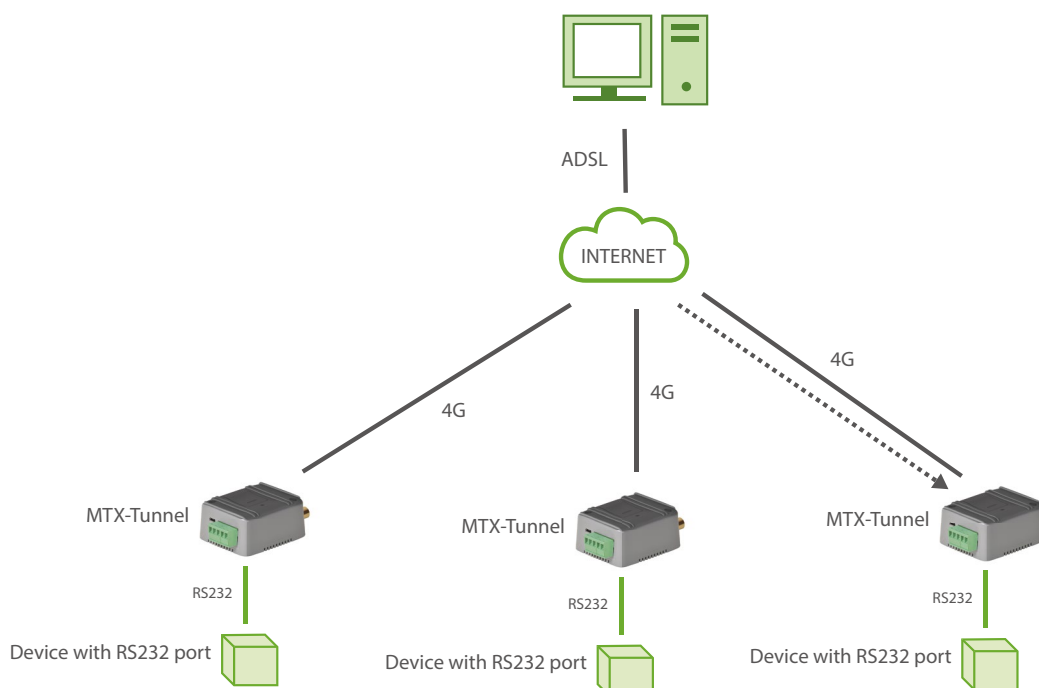 ADSL
INTERNET
4G
4G
4G
MTX-Tunnel
MTX-Tunnel
MTX-Tunnel
RS232
RS232
RS232
Device with RS232 port
Device with RS232 port
Device with RS232 port